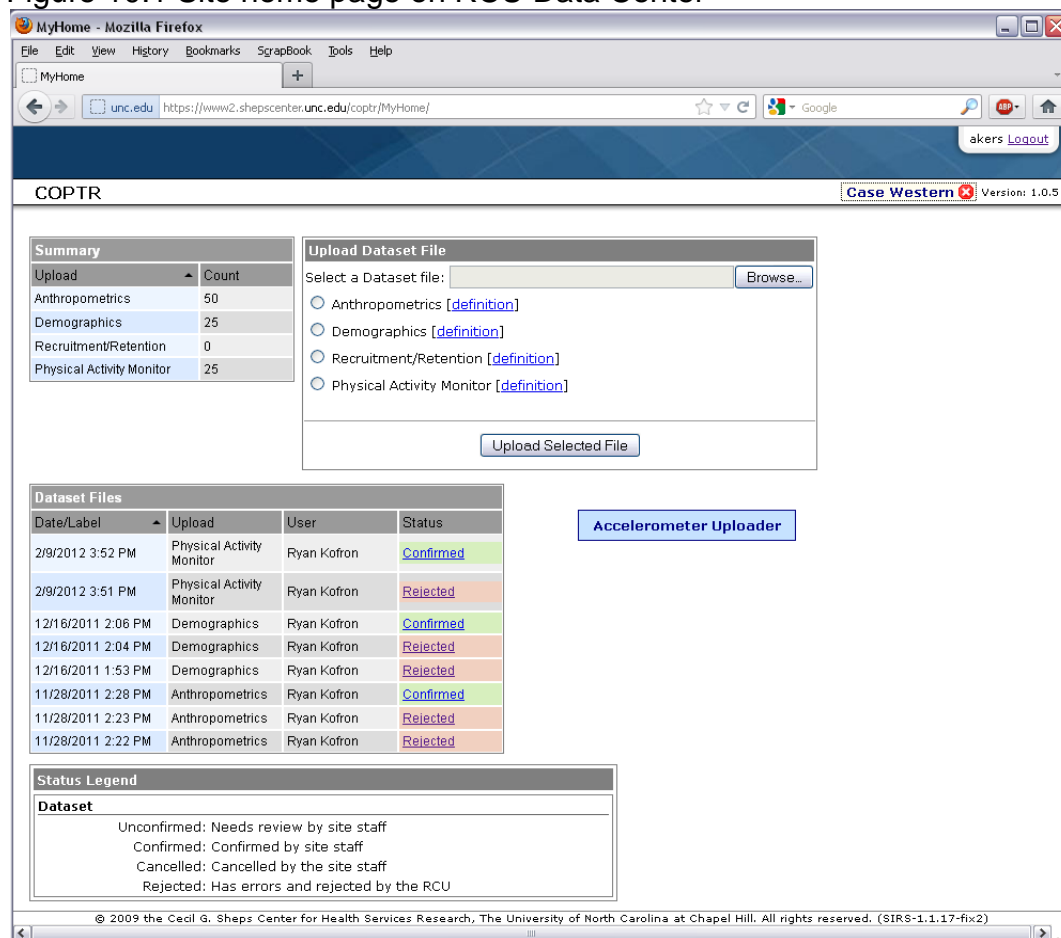 Figure 10.1 Site home page on RCU Data Center
MyHome - Mozilla Firefox
File Edit View History Bookmarks ScrapBook Tools Help
MyHome
unc.edu https://www2.shepscenter.unc.edu/coptr/MyHome/ Google ABP
akers Logout
COPTR Case Western Version: 1.0.5
Summary
Upload Count
Anthropometrics 50
Demographics 25
Recruitment/Retention 0
Physical Activity Monitor 25
Upload Dataset File
Select a Dataset file: Browse...
Anthropometrics [definition]
Demographics [definition]
Recruitment/Retention [definition]
Physical Activity Monitor [definition]
Upload Selected File
Dataset Files
Date/Label Upload User Status
2/9/2012 3:52 PM Physical Activity Monitor Ryan Kofron Confirmed
2/9/2012 3:51 PM Physical Activity Monitor Ryan Kofron Rejected
12/16/2011 2:06 PM Demographics Ryan Kofron Confirmed
12/16/2011 2:04 PM Demographics Ryan Kofron Rejected
12/16/2011 1:53 PM Demographics Ryan Kofron Rejected
11/28/2011 2:28 PM Anthropometrics Ryan Kofron Confirmed
11/28/2011 2:23 PM Anthropometrics Ryan Kofron Rejected
11/28/2011 2:22 PM Anthropometrics Ryan Kofron Rejected
Accelerometer Uploader
Status Legend
Dataset
Unconfirmed: Needs review by site staff
Confirmed: Confirmed by site staff
Cancelled: Cancelled by the site staff
Rejected: Has errors and rejected by the RCU
© 2009 the Cecil G. Sheps Center for Health Services Research, The University of North Carolina at Chapel Hill. All rights reserved. (SIRS-1.1.17-fix2)